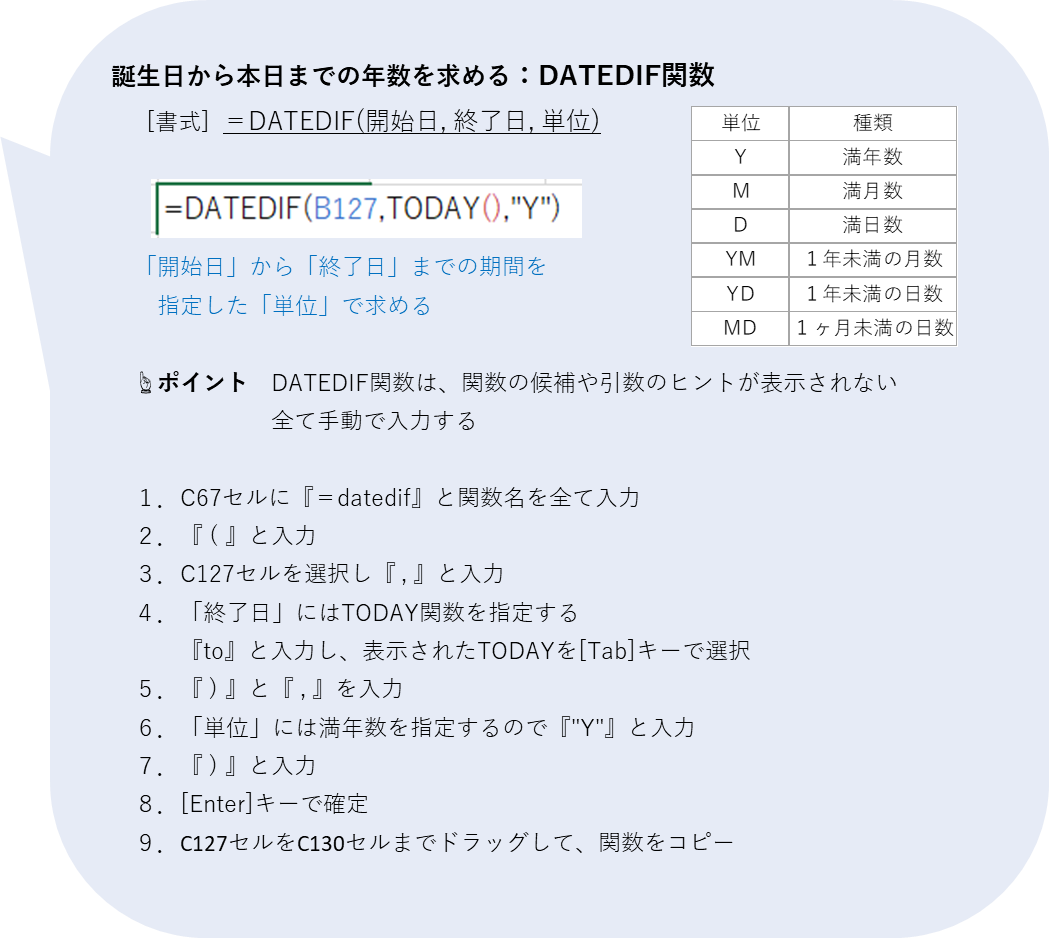 誕生日から本日までの年数を求める：DATEDIF関数
［書式］＝DATEDIF(開始日, 終了日, 単位)
単位 種類
Y 満年数
M 満月数
D 満日数
YM １年未満の月数
YD １年未満の日数
MD １ヶ月未満の日数
=DATEDIF(B127,TODAY(),"Y")
「開始日」から「終了日」までの期間を
指定した「単位」で求める
☝ポイント　DATEDIF関数は、関数の候補や引数のヒントが表示されない
全て手動で入力する
１．C67セルに『＝datedif』と関数名を全て入力
２．『 ( 』と入力
３．C127セルを選択し『 , 』と入力
４．「終了日」にはTODAY関数を指定する
『to』と入力し、表示されたTODAYを[Tab]キーで選択
５．『 ) 』と『 , 』を入力
６．「単位」には満年数を指定するので『"Y"』と入力
７．『 ) 』と入力
８．[Enter]キーで確定
９．C127セルをC130セルまでドラッグして、関数をコピー